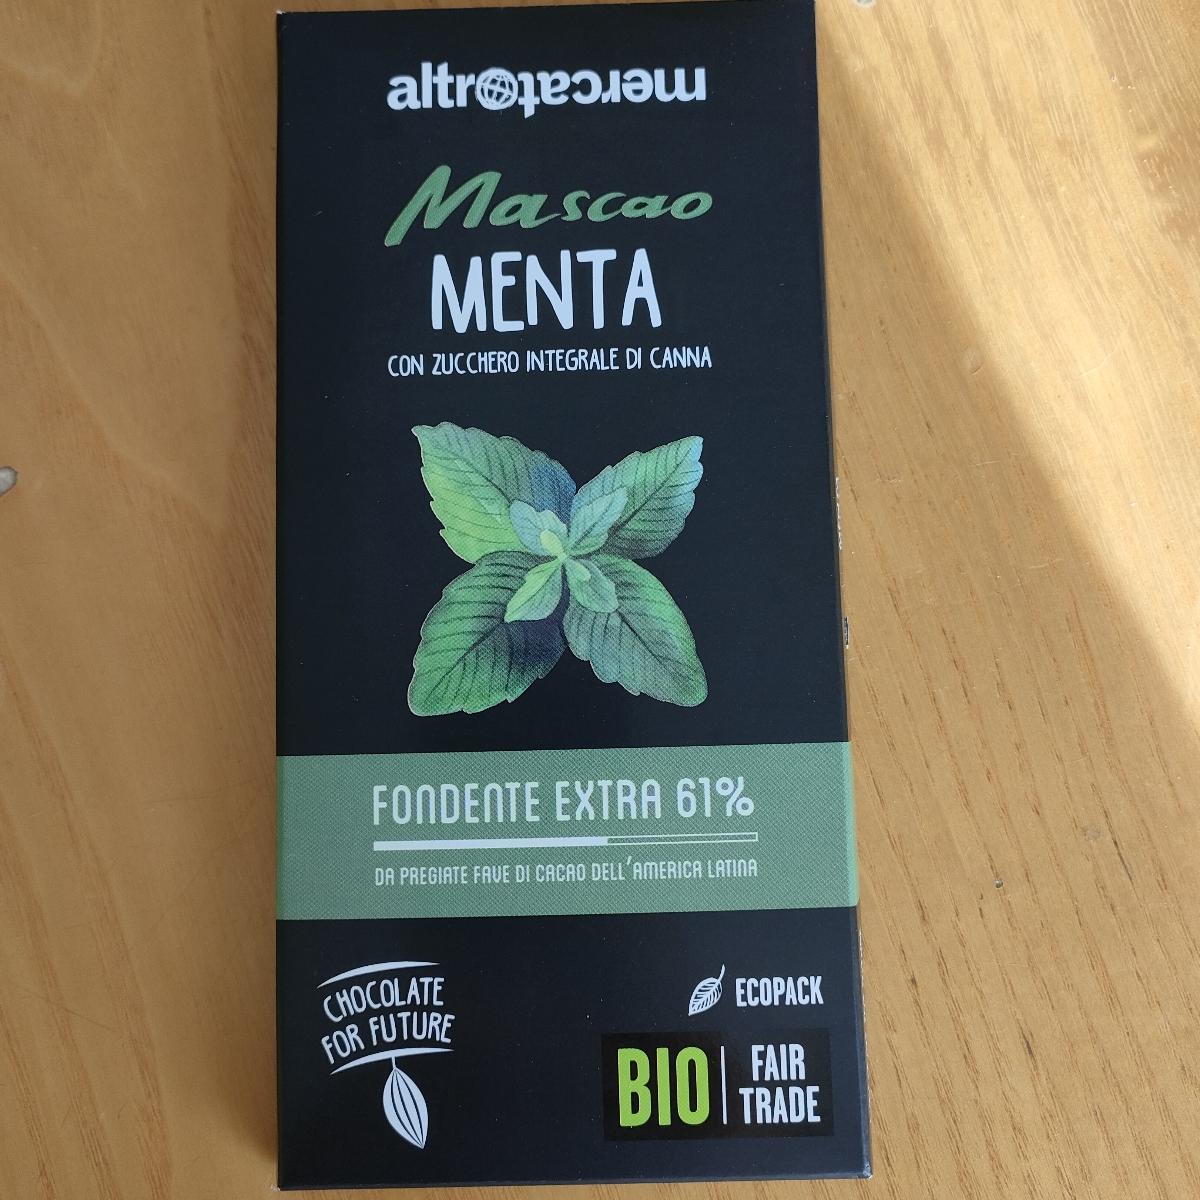 altromercato
Mascao
MENTA
CON ZUCCHERO INTEGRALE DI CANNA
FONDENTE EXTRA 61%
DA PREGIATE FAVE DI CACAO DELL'AMERICA LATINA
CHOCOLATE
FOR FUTURE
ECOPACK
BIO
FAIR
TRADE